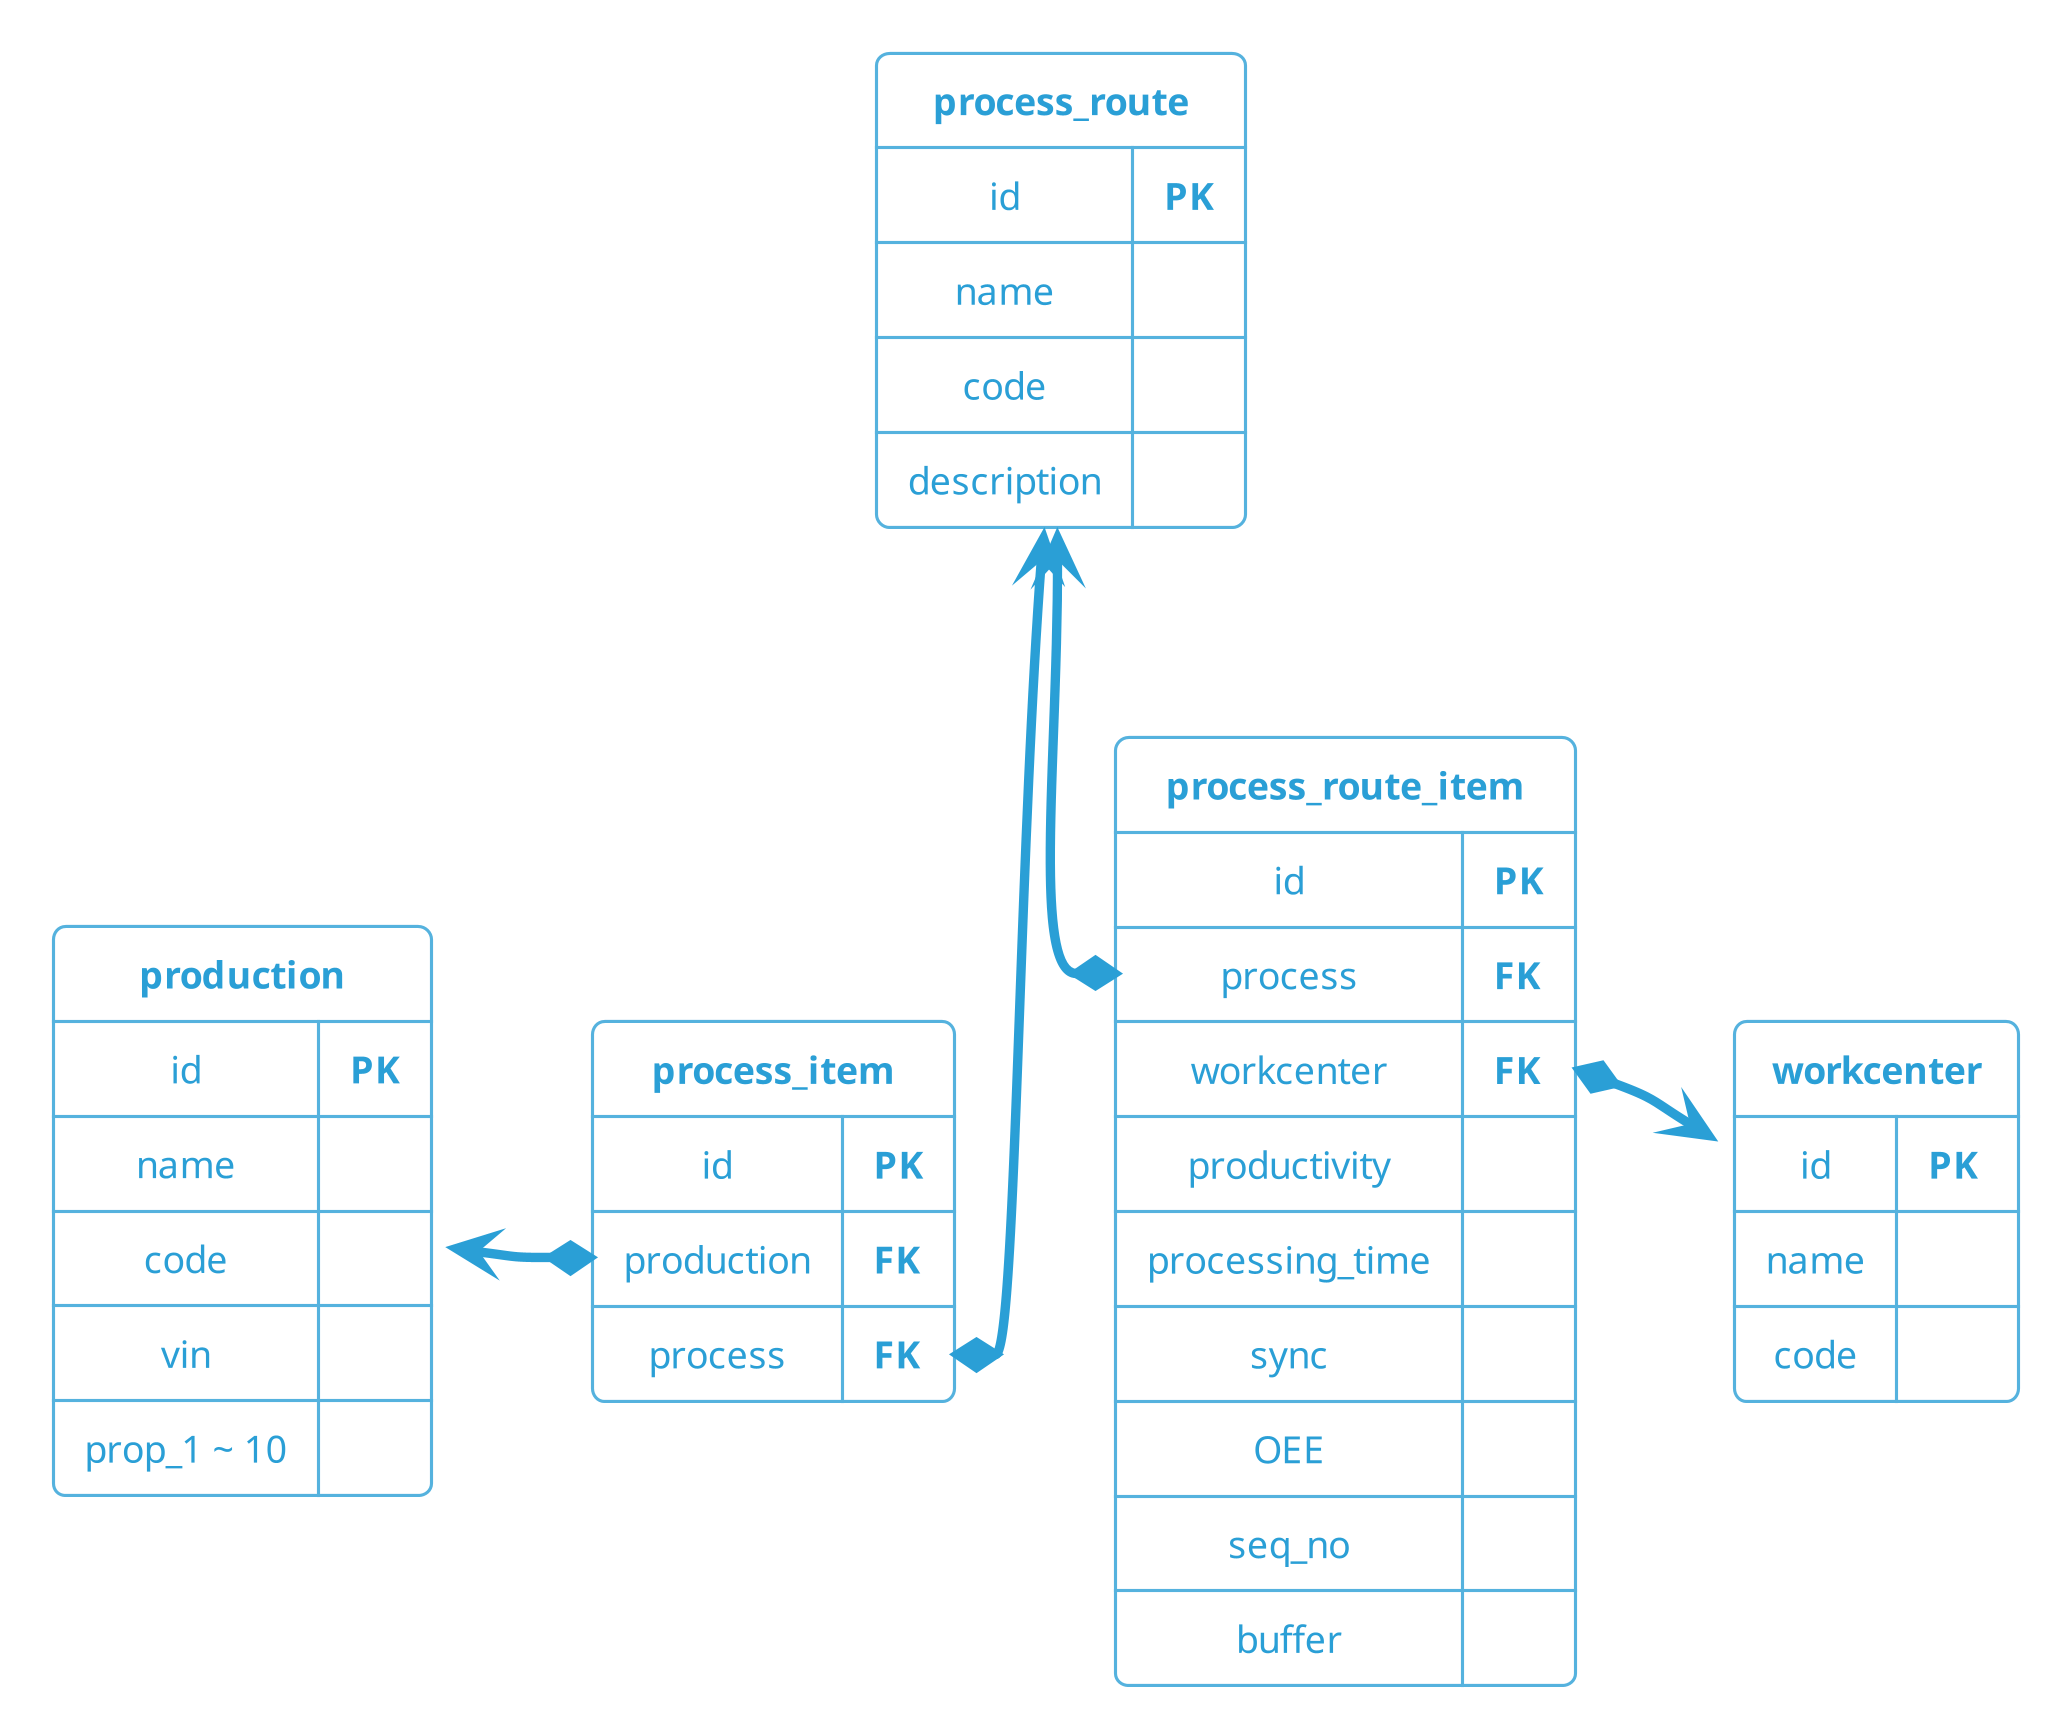 process_route
id PK
name
code
description
production
id PK
name
code
vin
prop_1 ~ 10
process_item
id PK
production FK
process FK
process_route_item
id PK
process FK
workcenter FK
productivity
processing_time
sync
OEE
seq_no
buffer
workcenter
id PK
name
code